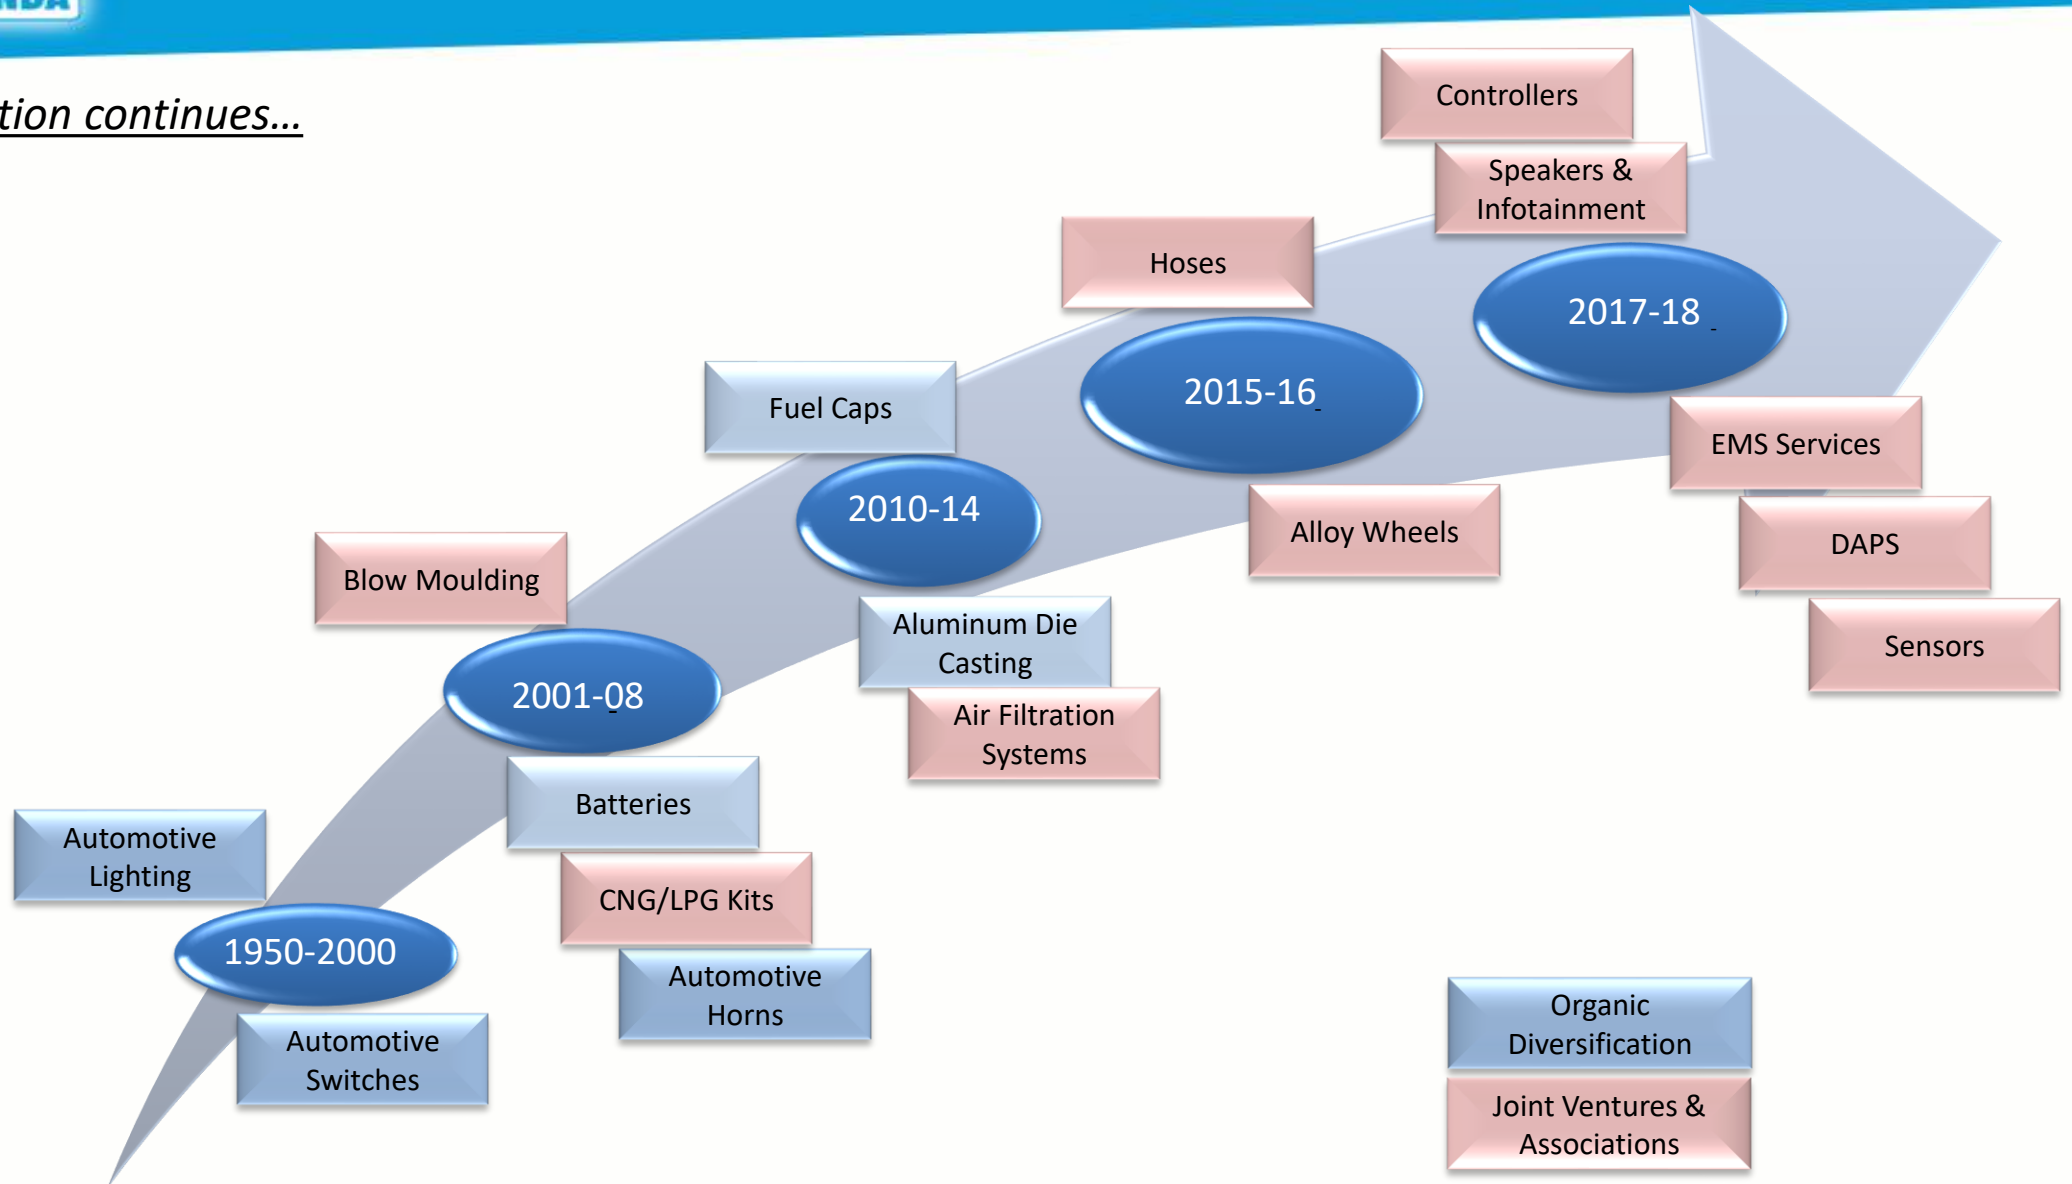 tion continues...
Controllers
Speakers &
Infotainment
Hoses
2017-18
2015-16
Fuel Caps
EMS Services
2010-14
Alloy Wheels
DAPS
Blow Moulding
Aluminum Die
Casting
Sensors
2001-08
Air Filtration
Systems
Batteries
Automotive
Lighting
CNG/LPG Kits
1950-2000
Automotive
Horns
Organic
Diversification
Automotive
Switches
Joint Ventures &
Associations